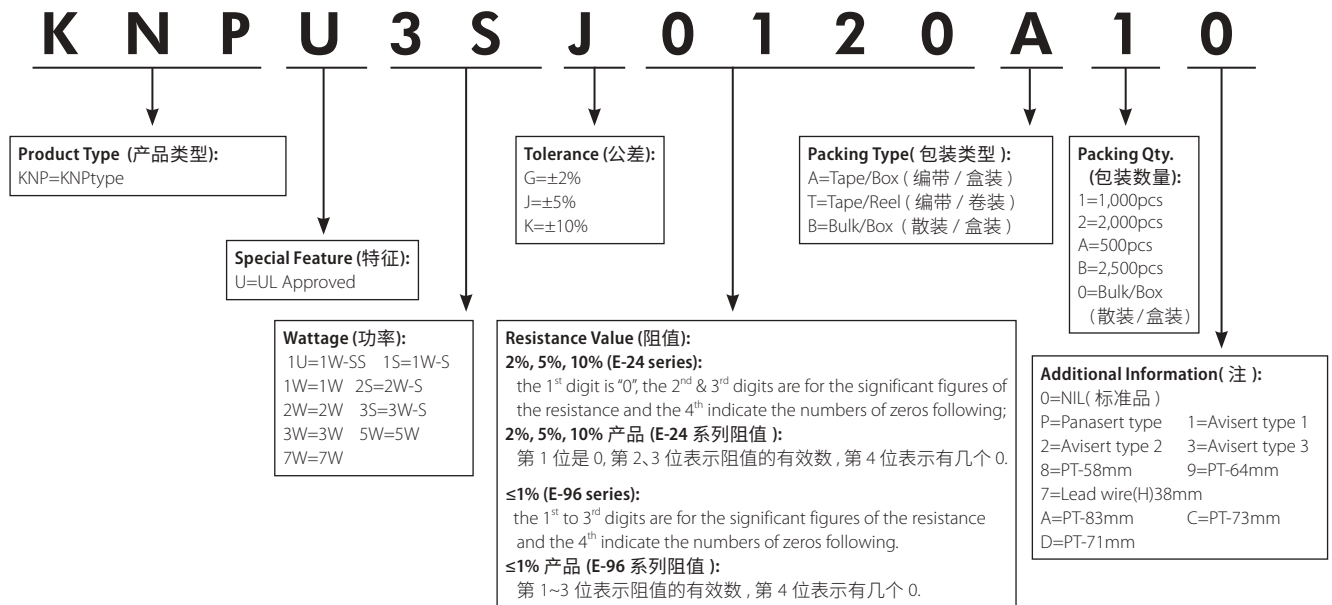 K N P U 3 S J 0 1 2 0 A 1 0
Product Type (产品类型):
KNP=KNPtype
Special Feature (特征):
U=UL Approved
Wattage (功率):
1U=1W-SS 1S=1W-S
1W=1W 2S=2W-S
2W=2W 3S=3W-S
3W=3W 5W=5W
7W=7W
Tolerance (公差):
G=±2%
J=±5%
K=±10%
Resistance Value (阻值):
2%, 5%, 10% (E-24 series):
the 1st digit is “0”, the 2nd & 3rd digits are for the significant figures of
the resistance and the 4th indicate the numbers of zeros following;
2%, 5%, 10% 产品 (E-24 系列阻值 ):
第 1 位是 0, 第 2、3 位表示阻值的有效数 , 第 4 位表示有几个 0.
≤1% (E-96 series):
the 1st to 3rd digits are for the significant figures of the resistance
and the 4th indicate the numbers of zeros following.
≤1% 产品 (E-96 系列阻值 ):
第 1~3 位表示阻值的有效数 , 第 4 位表示有几个 0.
Packing Type( 包装类型 ):
A=Tape/Box ( 编带 / 盒装 )
T=Tape/Reel ( 编带 / 卷装 )
B=Bulk/Box ( 散装 / 盒装 )
Packing Qty.
(包装数量):
1=1,000pcs
2=2,000pcs
A=500pcs
B=2,500pcs
0=Bulk/Box
(散装/盒装)
Additional Information( 注 ):
0=NIL( 标准品 )
P=Panasert type 1=Avisert type 1
2=Avisert type 2 3=Avisert type 3
8=PT-58mm 9=PT-64mm
7=Lead wire(H)38mm
A=PT-83mm C=PT-73mm
D=PT-71mm